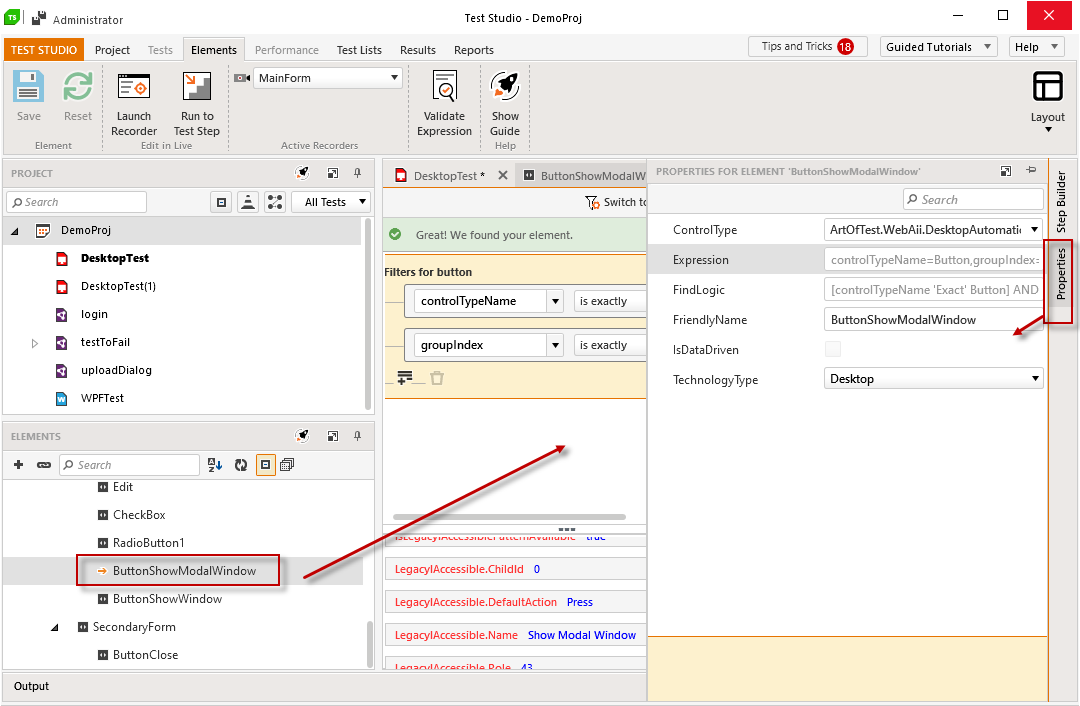 TS
Administrator
Test Studio - DemoProj
TEST STUDIO
Project
Tests
Elements
Performance
Test Lists
Results
Reports
Tips and Tricks 18
Guided Tutorials
Help
Save
Reset
Element
Launch
Recorder
Run to
Test Step
Edit in Live
MainForm
Active Recorders
Validate
Expression
Show
Guide
Help
Layout
PROJECT
Search
All Tests
DemoProj
DesktopTest
DesktopTest(1)
login
testToFail
uploadDialog
WPFTest
ELEMENTS
Search
Edit
CheckBox
RadioButton1
ButtonShowModalWindow
ButtonShowWindow
SecondaryForm
ButtonClose
Output
DesktopTest *
ButtonShowModalW
Switch to
Great! We found your element.
Filters for button
controlTypeName
is exactly
groupIndex
is exactly
IsLegacyIAccessiblePatternAvailable true
LegacyIAccessible.ChildId 0
LegacyIAccessible.DefaultAction Press
LegacyIAccessible.Name Show Modal Window
LegacyIAccessible.Role 43
PROPERTIES FOR ELEMENT 'ButtonShowModalWindow'
Search
ControlType
ArtOfTest.WebAii.DesktopAutomatic
Expression
controlTypeName=Button,groupIndex=
FindLogic
[controlTypeName 'Exact' Button] AND
FriendlyName
ButtonShowModalWindow
IsDataDriven
TechnologyType
Desktop
Step Builder
Properties